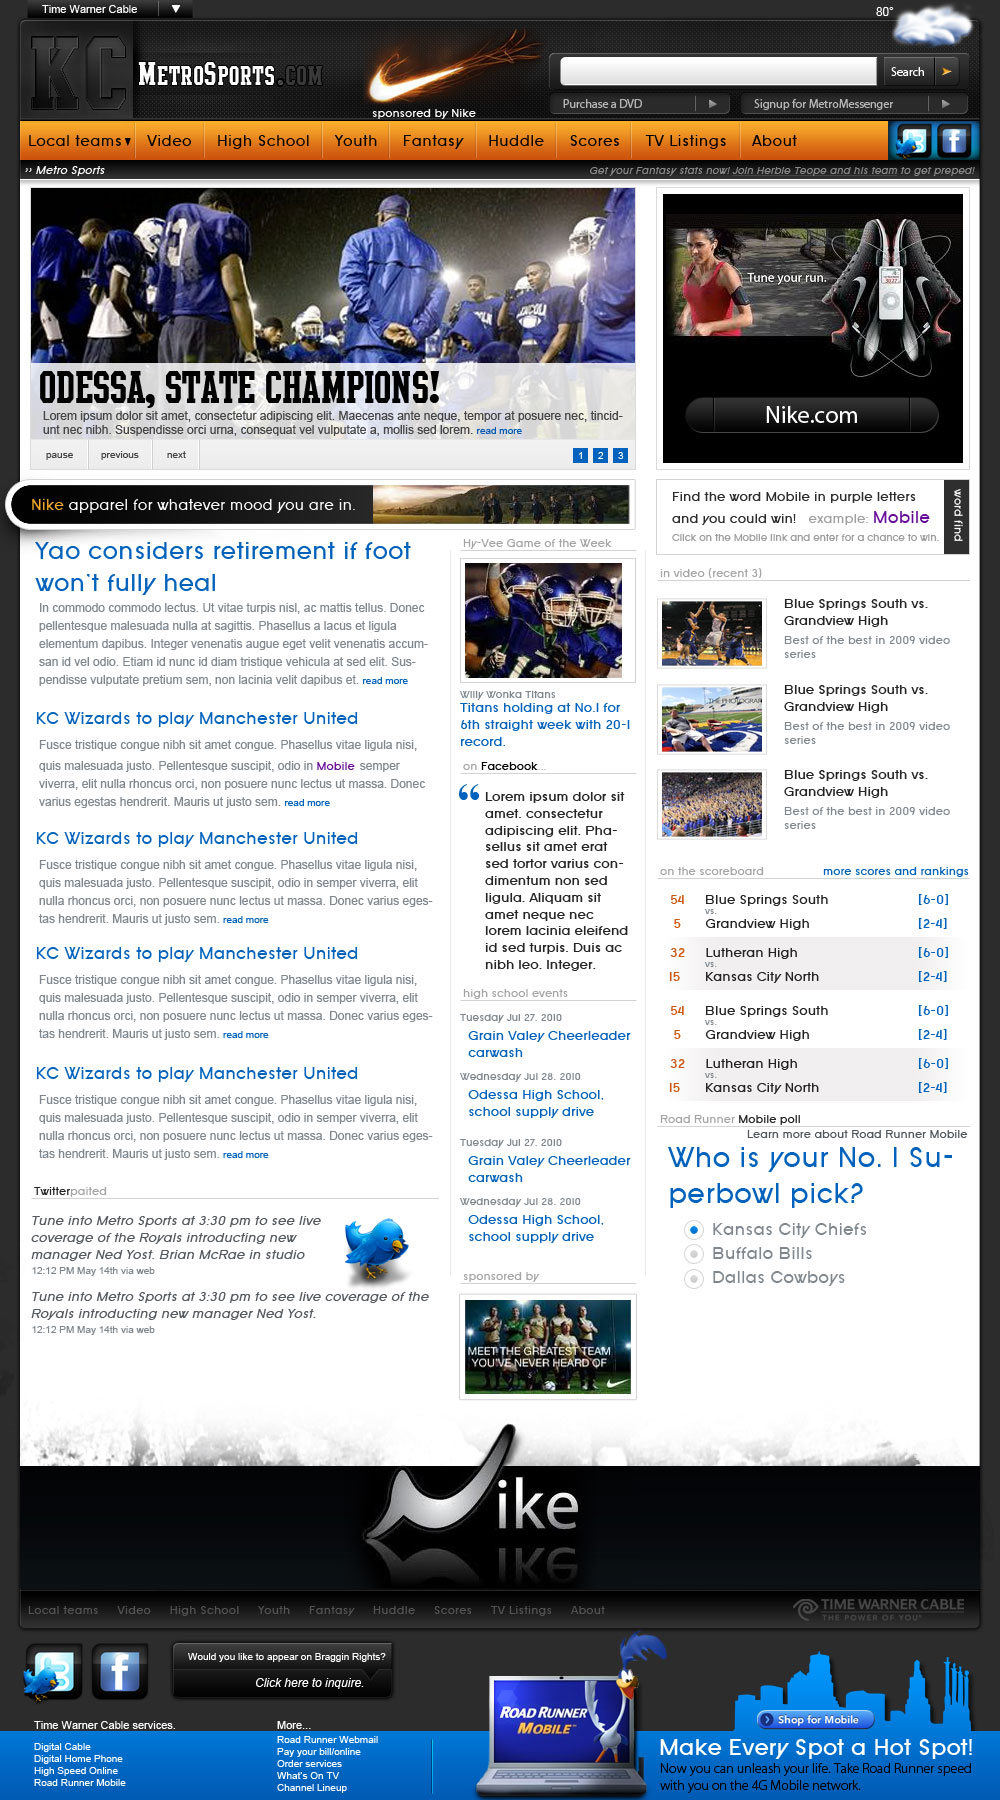 Time Warner Cable
80°
KC
METROSPORTS.COM
sponsored by Nike
Search
Purchase a DVD
Signup for MetroMessenger
Local teams
Video
High School
Youth
Fantasy
Huddle
Scores
TV Listings
About
›› Metro Sports
Get your Fantasy stats now! Join Herbie Teope and his team to get preped!
LINCOLN
ODESSA, STATE CHAMPIONS!
Lorem ipsum dolor sit amet, consectetur adipiscing elit. Maecenas ante neque, tempor at posuere nec, tincid-
unt nec nibh. Suspendisse orci urna, consequat vel vulputate a, mollis sed lorem. read more
pause
previous
next
1
2
3
Tune your run.
Nike.com
Nike apparel for whatever mood you are in.
Find the word Mobile in purple letters
and you could win! example: Mobile
Click on the Mobile link and enter for a chance to win.
word find
Yao considers retirement if foot
won't fully heal
In commodo commodo lectus. Ut vitae turpis nisl, ac mattis tellus. Donec
pellentesque malesuada nulla at sagittis. Phasellus a lacus et ligula
elementum dapibus. Integer venenatis augue eget velit venenatis accum-
san id vel odio. Etiam id nunc id diam tristique vehicula at sed elit. Sus-
pendisse vulputate pretium sem, non lacinia velit dapibus et. read more
KC Wizards to play Manchester United
Fusce tristique congue nibh sit amet congue. Phasellus vitae ligula nisi,
quis malesuada justo. Pellentesque suscipit, odio in Mobile semper
viverra, elit nulla rhoncus orci, non posuere nunc lectus ut massa. Donec
varius egestas hendrerit. Mauris ut justo sem. read more
KC Wizards to play Manchester United
Fusce tristique congue nibh sit amet congue. Phasellus vitae ligula nisi,
quis malesuada justo. Pellentesque suscipit, odio in semper viverra, elit
nulla rhoncus orci, non posuere nunc lectus ut massa. Donec varius eges-
tas hendrerit. Mauris ut justo sem. read more
KC Wizards to play Manchester United
Fusce tristique congue nibh sit amet congue. Phasellus vitae ligula nisi,
quis malesuada justo. Pellentesque suscipit, odio in semper viverra, elit
nulla rhoncus orci, non posuere nunc lectus ut massa. Donec varius eges-
tas hendrerit. Mauris ut justo sem. read more
KC Wizards to play Manchester United
Fusce tristique congue nibh sit amet congue. Phasellus vitae ligula nisi,
quis malesuada justo. Pellentesque suscipit, odio in semper viverra, elit
nulla rhoncus orci, non posuere nunc lectus ut massa. Donec varius eges-
tas hendrerit. Mauris ut justo sem. read more
Twitterpaited
Tune into Metro Sports at 3:30 pm to see live
coverage of the Royals introducting new
manager Ned Yost. Brian McRae in studio
12:12 PM May 14th via web
Tune into Metro Sports at 3:30 pm to see live coverage of the
Royals introducting new manager Ned Yost.
12:12 PM May 14th via web
Hy-Vee Game of the Week
Willy Wonka Titans
Titans holding at No.1 for
6th straight week with 20-1
record.
on Facebook...
“ Lorem ipsum dolor sit
amet. consectetur
adipiscing elit. Pha-
sellus sit amet erat
sed tortor varius con-
dimentum non sed
ligula. Aliquam sit
amet neque nec
lorem lacinia eleifend
id sed turpis. Duis ac
nibh leo. Integer.
high school events
Tuesday Jul 27. 2010
Grain Valey Cheerleader
carwash
Wednesday Jul 28. 2010
Odessa High School,
school supply drive
Tuesday Jul 27. 2010
Grain Valey Cheerleader
carwash
Wednesday Jul 28. 2010
Odessa High School,
school supply drive
sponsored by
MEET THE GREATEST TEAM
YOU'VE NEVER HEARD OF
in video (recent 3)
Blue Springs South vs.
Grandview High
Best of the best in 2009 video
series
Blue Springs South vs.
Grandview High
Best of the best in 2009 video
series
Blue Springs South vs.
Grandview High
Best of the best in 2009 video
series
on the scoreboard
more scores and rankings
54 Blue Springs South [6-0]
vs.
5 Grandview High [2-4]
32 Lutheran High [6-0]
vs.
15 Kansas City North [2-4]
54 Blue Springs South [6-0]
vs.
5 Grandview High [2-4]
32 Lutheran High [6-0]
vs.
15 Kansas City North [2-4]
Road Runner Mobile poll
Learn more about Road Runner Mobile
Who is your No. 1 Su-
perbowl pick?
Kansas City Chiefs
Buffalo Bills
Dallas Cowboys
ike
Local teams
Video
High School
Youth
Fantasy
Huddle
Scores
TV Listings
About
TIME WARNER CABLE
THE POWER OF YOU
Would you like to appear on Braggin Rights?
Click here to inquire.
Time Warner Cable services.
Digital Cable
Digital Home Phone
High Speed Online
Road Runner Mobile
More...
Road Runner Webmail
Pay your bill/online
Order services
What's On TV
Channel Lineup
ROAD RUNNER
MOBILE
Shop for Mobile
Make Every Spot a Hot Spot!
Now you can unleash your life. Take Road Runner speed
with you on the 4G Mobile network.